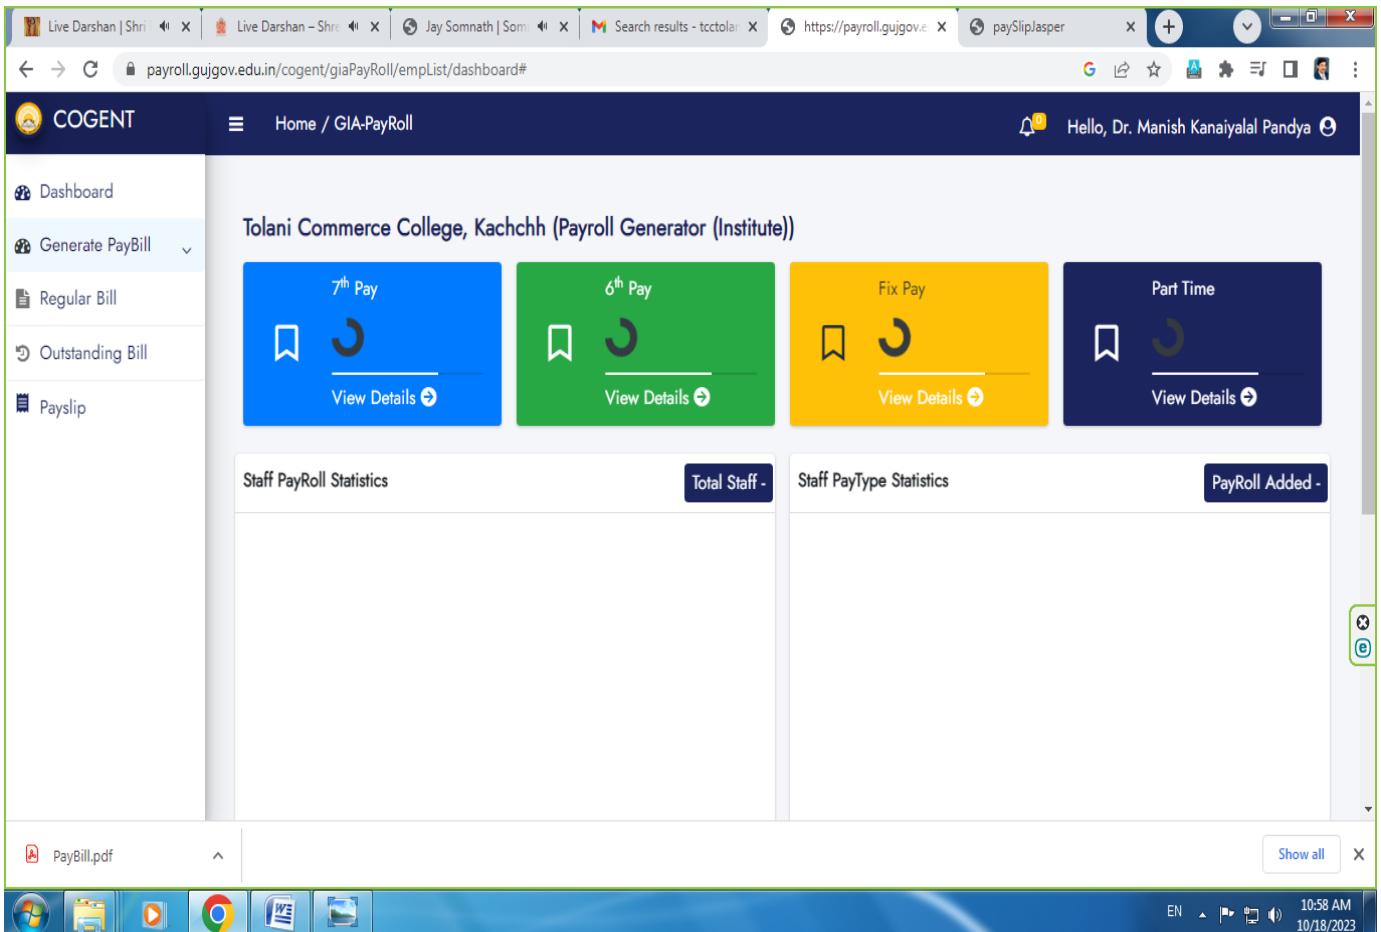 Live Darshan | Shri
Live Darshan – Shre
Jay Somnath | Som
Search results - tcctolan
https://payroll.gujgov.e
paySlipJasper
payroll.gujgov.edu.in/cogent/giaPayRoll/empList/dashboard#
COGENT
Home / GIA-PayRoll
0
Hello, Dr. Manish Kanaiyalal Pandya
Dashboard
Generate PayBill
Regular Bill
Outstanding Bill
Payslip
Tolani Commerce College, Kachchh (Payroll Generator (Institute))
7th Pay
View Details
6th Pay
View Details
Fix Pay
View Details
Part Time
View Details
Staff PayRoll Statistics
Total Staff -
Staff PayType Statistics
PayRoll Added -
PayBill.pdf
Show all
EN
10:58 AM
10/18/2023